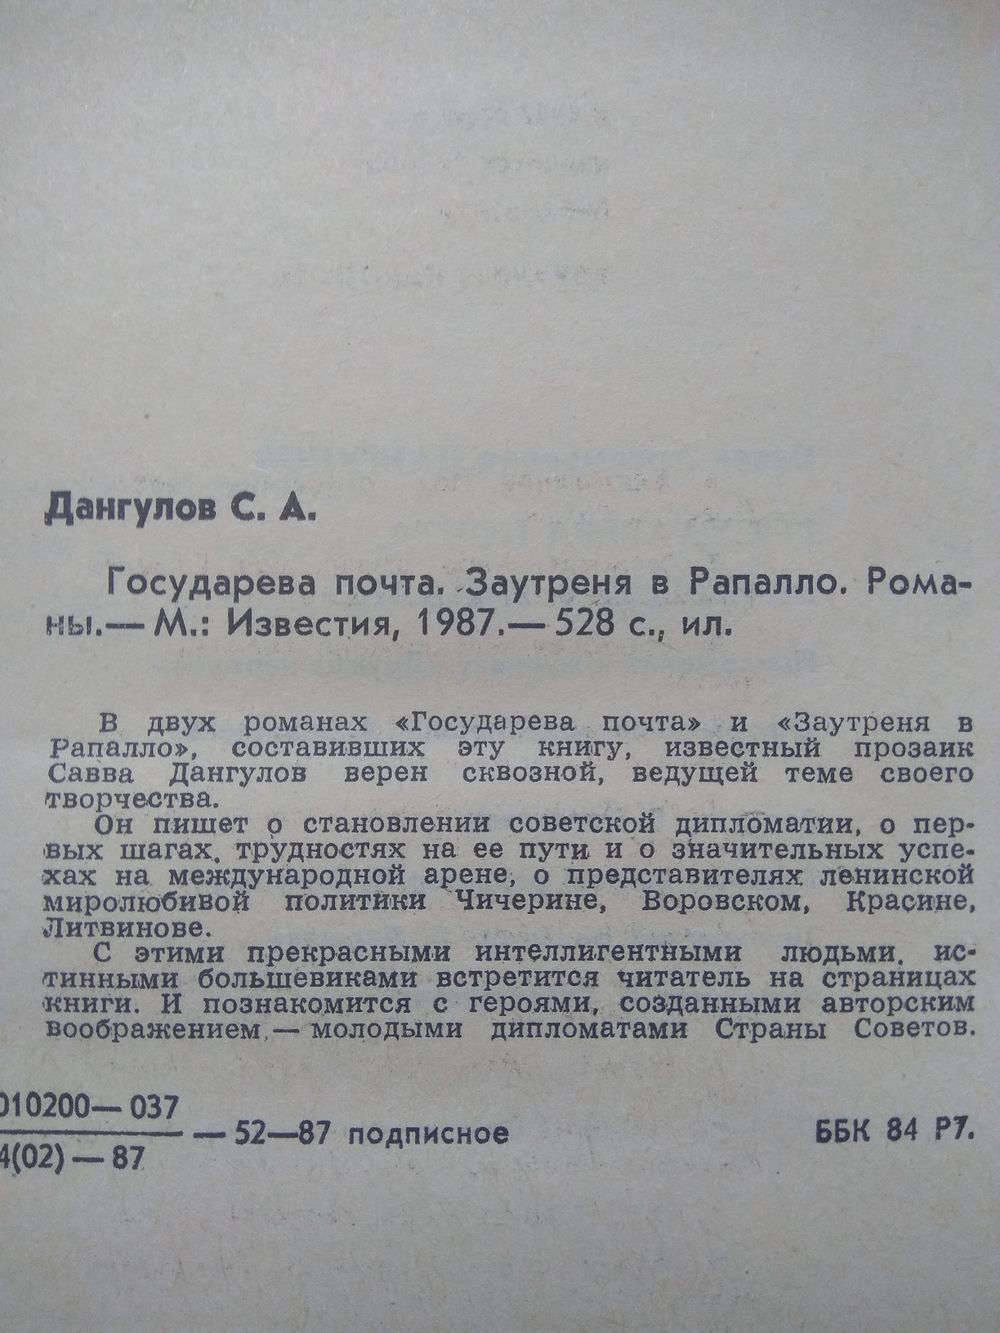 Дангулов С. А.
Государева почта. Заутреня в Рапалло. Рома-
ны.— М.: Известия, 1987.— 528 с., ил.
В двух романах «Государева почта» и «Заутреня в
Рапалло», составивших эту книгу, известный прозаик
Савва Дангулов верен сквозной, ведущей теме своего
творчества.
Он пишет о становлении советской дипломатии, о пер-
вых шагах, трудностях на ее пути и о значительных успе-
хах на международной арене, о представителях ленинской
миролюбивой политики Чичерине, Воровском, Красине,
Литвинове.
С этими прекрасными интеллигентными людьми, ис-
тинными большевиками встретится читатель на страницах
книги. И познакомится с героями, созданными авторским
воображением,— молодыми дипломатами Страны Советов.
010200— 037
4(02) — 87
— 52—87 подписное
ББК 84 Р7.